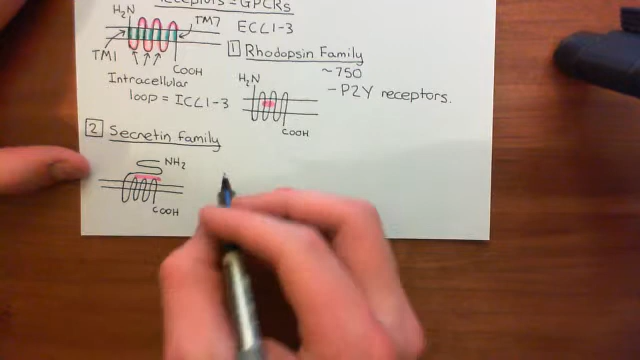 Receptors = GPCRs
H₂N
TM7
ECL1-3
TM1
COOH
Intracellular
loop = ICL1-3
1 Rhodopsin Family
~750
- P2Y receptors.
H₂N
COOH
2 Secretin family
NH₂
COOH